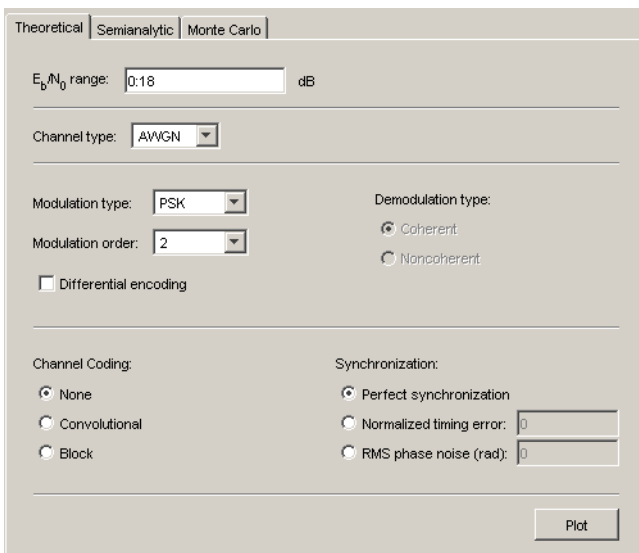 Theoretical Semianalytic Monte Carlo
Eb/N0 range: 0:18 dB
Channel type: AWGN
Modulation type: PSK
Demodulation type:
Modulation order: 2
Coherent
Noncoherent
Differential encoding
Channel Coding:
None
Convolutional
Block
Synchronization:
Perfect synchronization
Normalized timing error: 0
RMS phase noise (rad): 0
Plot